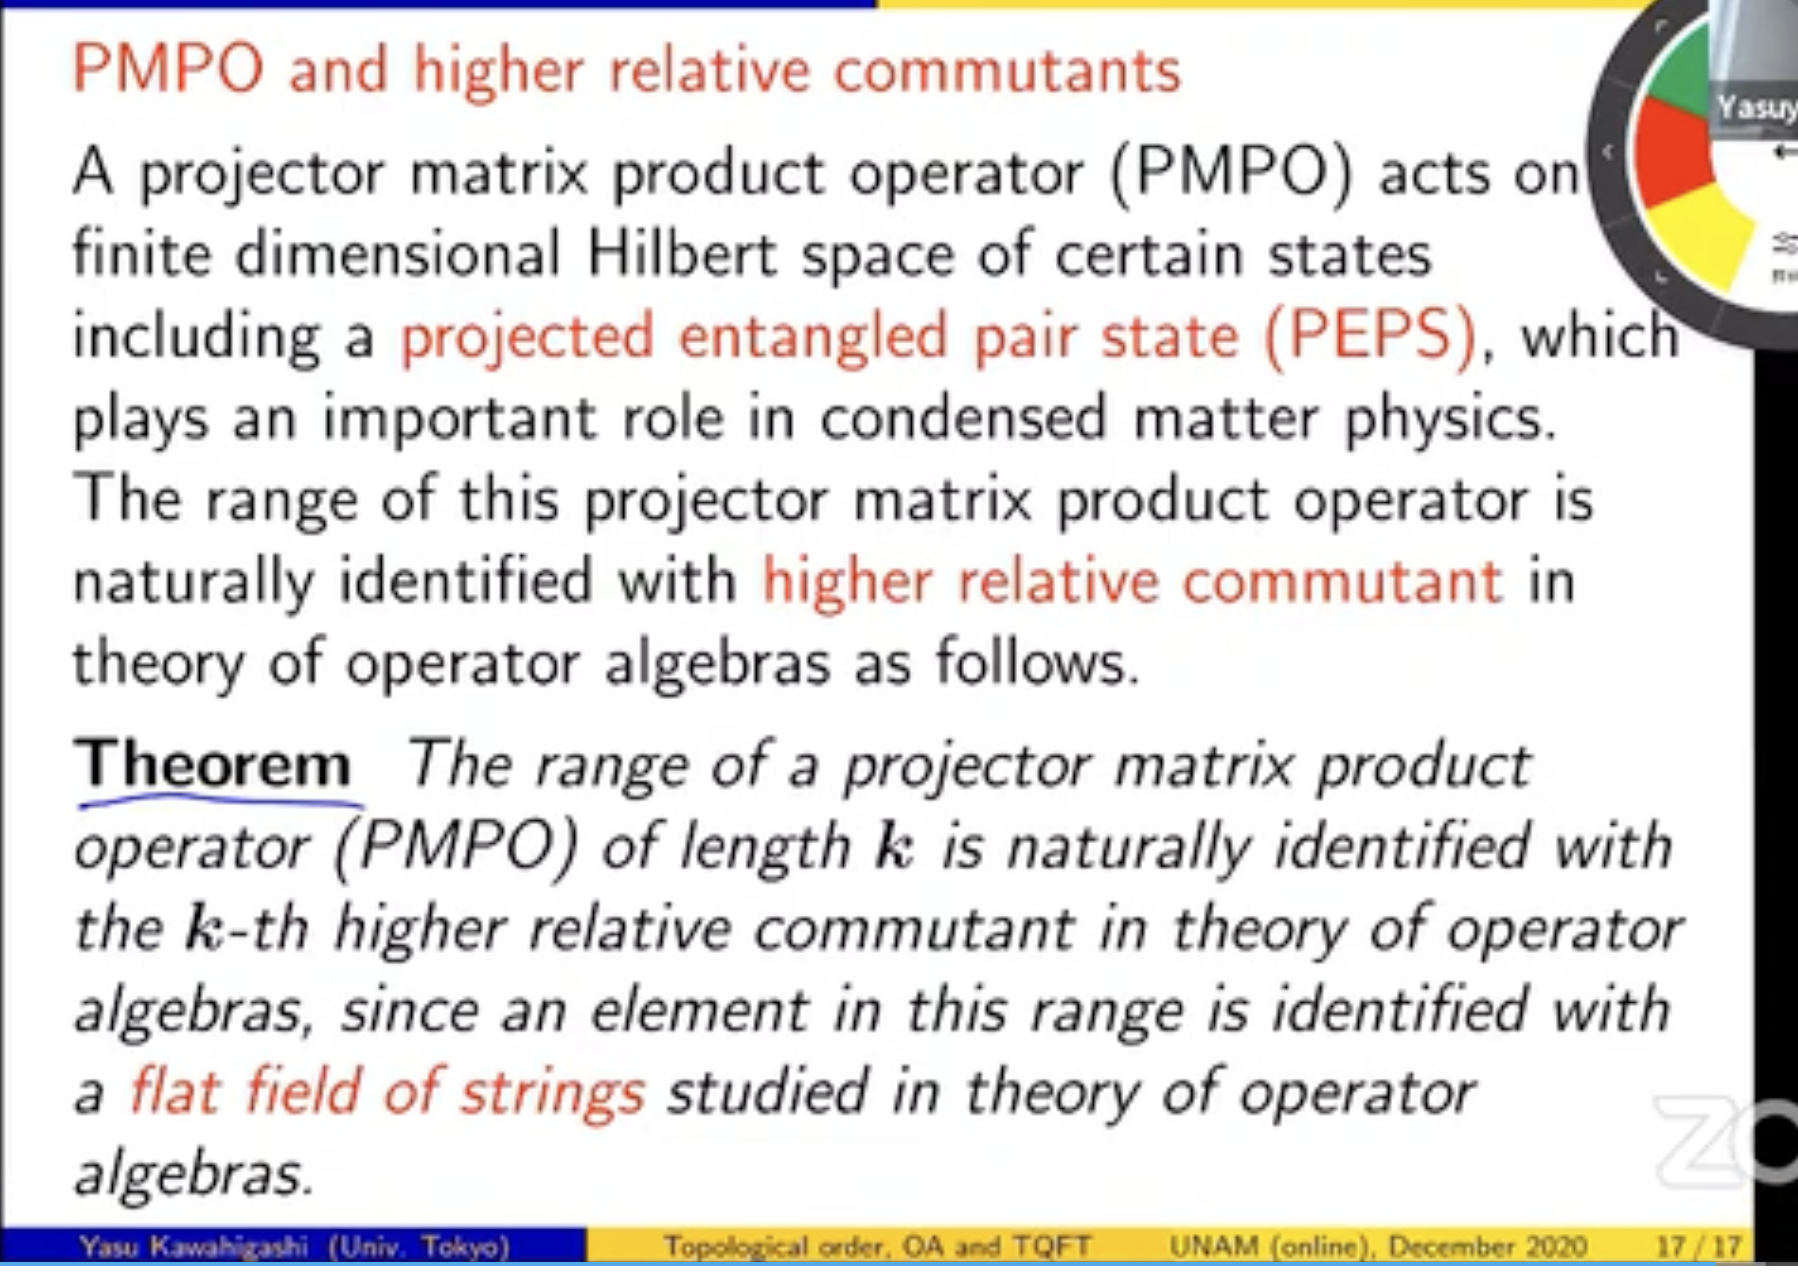 PMPO and higher relative commutants
A projector matrix product operator (PMPO) acts on
finite dimensional Hilbert space of certain states
including a projected entangled pair state (PEPS), which
plays an important role in condensed matter physics.
The range of this projector matrix product operator is
naturally identified with higher relative commutant in
theory of operator algebras as follows.
Theorem The range of a projector matrix product
operator (PMPO) of length k is naturally identified with
the k-th higher relative commutant in theory of operator
algebras, since an element in this range is identified with
a flat field of strings studied in theory of operator
algebras.
Yasu Kawahigashi (Univ. Tokyo) Topological order, OA and TQFT UNAM (online), December 2020 17 / 17
Yasuy